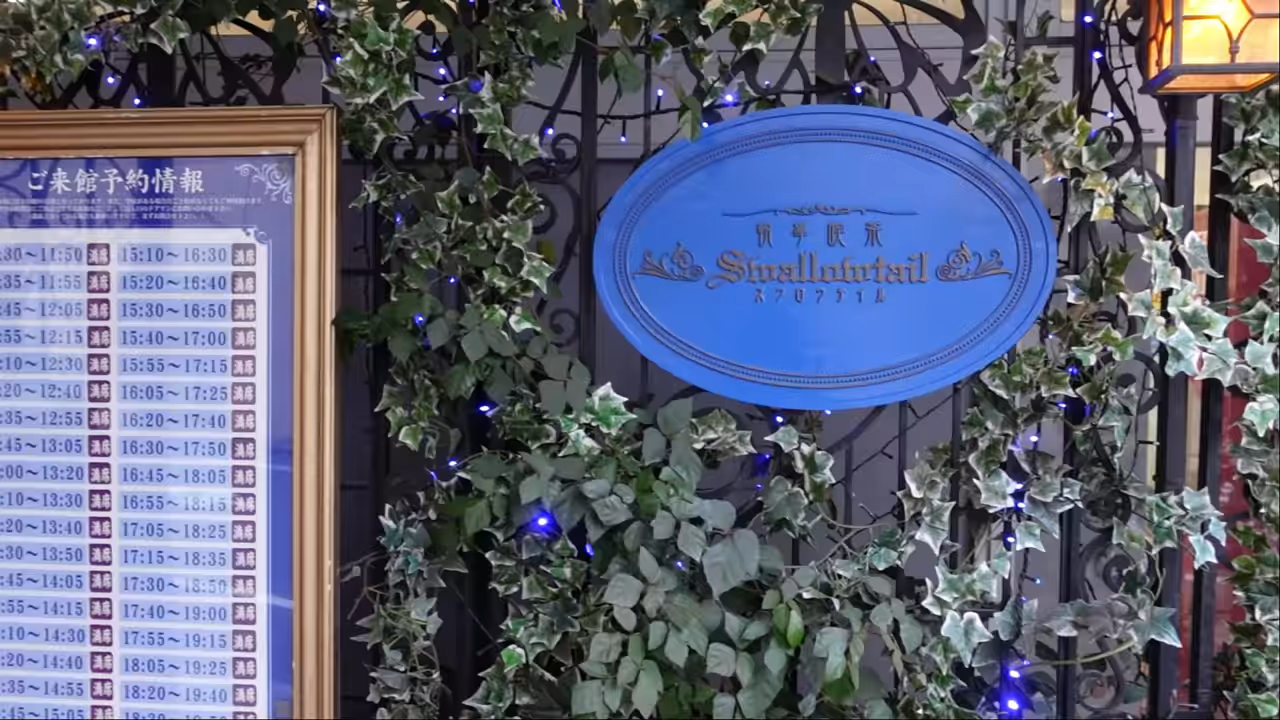 ご来館予約情報
:30～11:50 満席 15:10～16:30 満席
:35～11:55 満席 15:20～16:40 満席
:45～12:05 満席 15:30～16:50 満席
:55～12:15 満席 15:40～17:00 満席
:10～12:30 満席 15:55～17:15 満席
:20～12:40 満席 16:05～17:25 満席
:35～12:55 満席 16:20～17:40 満席
:45～13:05 満席 16:30～17:50 満席
:00～13:20 満席 16:45～18:05 満席
:10～13:30 満席 16:55～18:15 満席
:20～13:40 満席 17:05～18:25 満席
:30～13:50 満席 17:15～18:35 満席
:45～14:05 満席 17:30～18:50 満席
:55～14:15 満席 17:40～19:00 満席
:10～14:30 満席 17:55～19:15 満席
:20～14:40 満席 18:05～19:25 満席
:35～14:55 満席 18:20～19:40 満席
:45～15:05 満席
Swallowtail
スワロウテイル